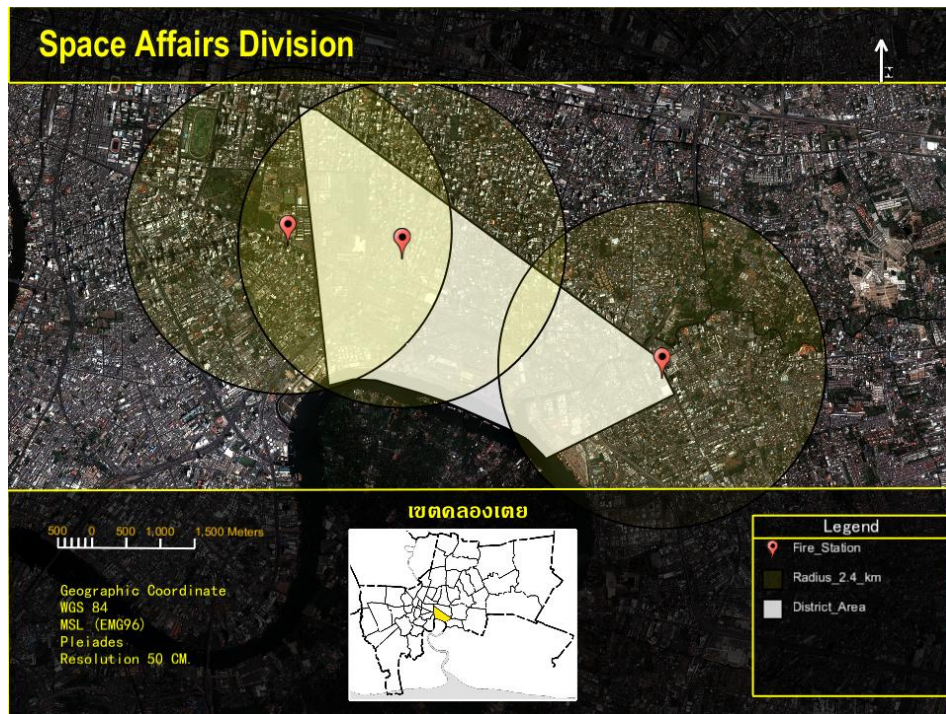 Space Affairs Division
500 0 500 1,000 1,500 Meters
Geographic Coordinate
WGS 84
MSL (EMG96)
Pleiades
Resolution 50 CM.
เขตคลองเตย
Legend
Fire_Station
Radius_2.4_km
District_Area